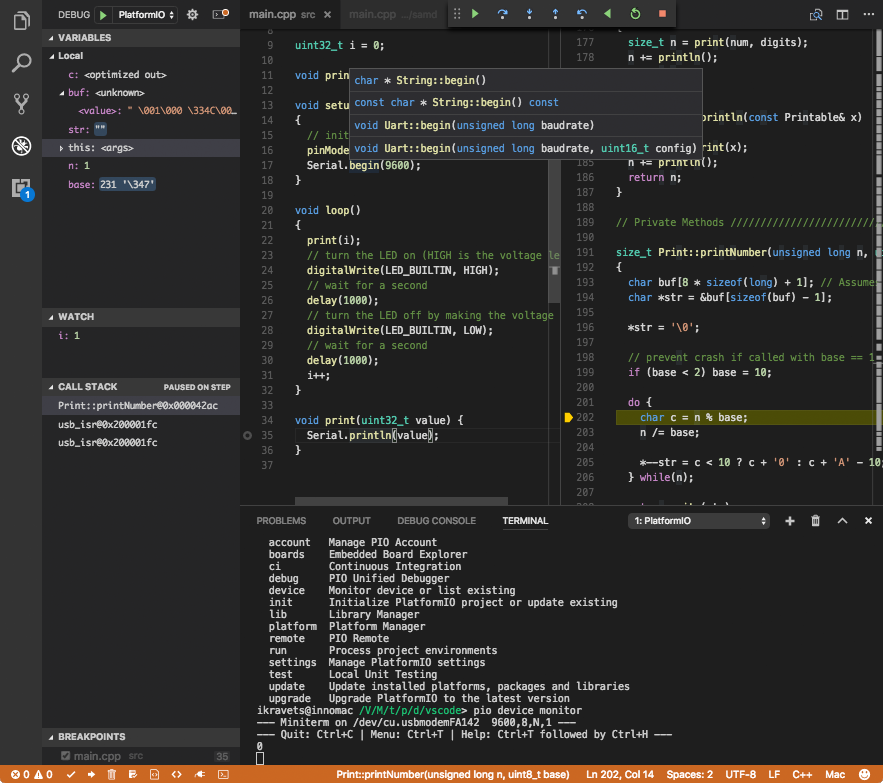 DEBUG PlatformIO
VARIABLES
Local
c: <optimized out>
buf: <unknown>
<value>: " \001\000 \334C\00…
str: ""
this: <args>
n: 1
base: 231 '\347'
WATCH
i: 1
CALL STACK PAUSED ON STEP
Print::printNumber@0x000042ac
usb_isr@0x200001fc
usb_isr@0x200001fc
BREAKPOINTS
main.cpp src 35
1
main.cpp src main.cpp .../samd
8
9 uint32_t i = 0;
10
11 void prin
12
13 void setu
14 {
15 // init
16 pinMode
17 Serial.begin(9600);
18 }
19
20 void loop()
21 {
22 print(i);
23 // turn the LED on (HIGH is the voltage le
24 digitalWrite(LED_BUILTIN, HIGH);
25 // wait for a second
26 delay(1000);
27 // turn the LED off by making the voltage
28 digitalWrite(LED_BUILTIN, LOW);
29 // wait for a second
30 delay(1000);
31 i++;
32 }
33
34 void print(uint32_t value) {
35 Serial.println(value);
36 }
37
char * String::begin()
const char * String::begin() const
void Uart::begin(unsigned long baudrate)
void Uart::begin(unsigned long baudrate, uint16_t config)
{
177 size_t n = print(num, digits);
178 n += println();
println(const Printable& x)
rint(x);
185 n += println();
186 return n;
187 }
188
189 // Private Methods ////////////////////////
190
191 size_t Print::printNumber(unsigned long n,
192 {
193 char buf[8 * sizeof(long) + 1]; // Assume
194 char *str = &buf[sizeof(buf) - 1];
195
196 *str = '\0';
197
198 // prevent crash if called with base == 1
199 if (base < 2) base = 10;
200
201 do {
202 char c = n % base;
203 n /= base;
204
205 *--str = c < 10 ? c + '0' : c + 'A' - 10;
206 } while(n);
207
PROBLEMS OUTPUT DEBUG CONSOLE TERMINAL 1: PlatformIO
account Manage PIO Account
boards Embedded Board Explorer
ci Continuous Integration
debug PIO Unified Debugger
device Monitor device or list existing
init Initialize PlatformIO project or update existing
lib Library Manager
platform Platform Manager
remote PIO Remote
run Process project environments
settings Manage PlatformIO settings
test Local Unit Testing
update Update installed platforms, packages and libraries
upgrade Upgrade PlatformIO to the latest version
ikravets@innomac /V/M/t/p/d/vscode> pio device monitor
--- Miniterm on /dev/cu.usbmodemFA142 9600,8,N,1 ---
--- Quit: Ctrl+C | Menu: Ctrl+T | Help: Ctrl+T followed by Ctrl+H ---
0
0 0 Print::printNumber(unsigned long n, uint8_t base) Ln 202, Col 14 Spaces: 2 UTF-8 LF C++ Mac